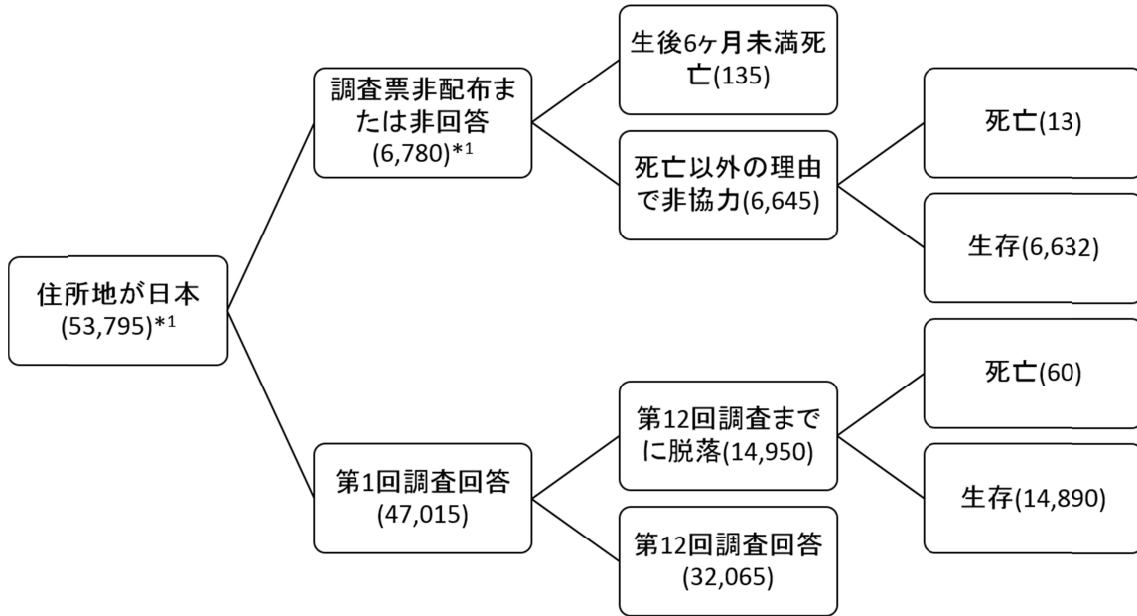 住所地が日本
(53,795)*1
調査票非配布ま
たは非回答
(6,780)*1
第1回調査回答
(47,015)
生後6ヶ月未満死
亡(135)
死亡以外の理由
で非協力(6,645)
第12回調査まで
に脱落(14,950)
第12回調査回答
(32,065)
死亡(13)
生存(6,632)
死亡(60)
生存(14,890)